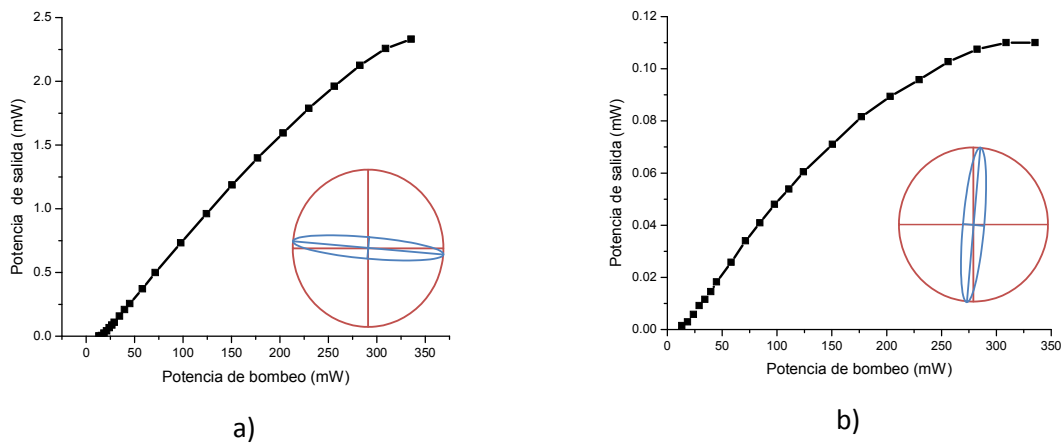 2.5
2.0
1.5
1.0
0.5
0.0
Potencia de salida (mW)
0 50 100 150 200 250 300 350
Potencia de bombeo (mW)
a)
0.12
0.10
0.08
0.06
0.04
0.02
0.00
Potencia de salida (mW)
0 50 100 150 200 250 300 350
Potencia de bombeo (mW)
b)